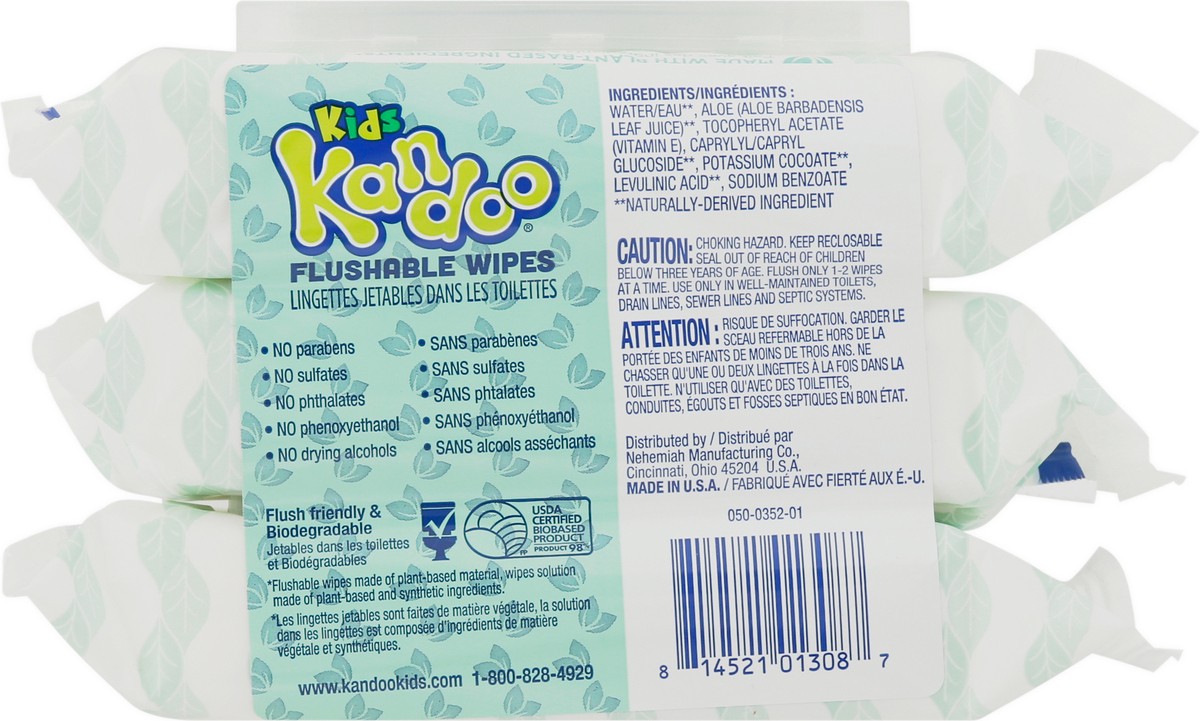 MADE WITH PLANT-BASED INGREDIENTS
Kids
Kandoo®
FLUSHABLE WIPES
LINGETTES JETABLES DANS LES TOILETTES
• NO parabens
• NO sulfates
• NO phthalates
• NO phenoxyethanol
• NO drying alcohols
• SANS parabènes
• SANS sulfates
• SANS phtalates
• SANS phénoxyéthanol
• SANS alcools asséchants
Flush friendly &
Biodegradable
Jetables dans les toilettes
et Biodégradables
USDA
CERTIFIED
BIOBASED
PRODUCT
FP PRODUCT 98*
*Flushable wipes made of plant-based material, wipes solution
made of plant-based and synthetic ingredients.
*Les lingettes jetables sont faites de matière végétale, la solution
dans les lingettes est composée d'ingrédients de matière
végétale et synthétiques.
www.kandookids.com 1-800-828-4929
INGREDIENTS/INGRÉDIENTS :
WATER/EAU**, ALOE (ALOE BARBADENSIS
LEAF JUICE)**, TOCOPHERYL ACETATE
(VITAMIN E), CAPRYLYL/CAPRYL
GLUCOSIDE**, POTASSIUM COCOATE**,
LEVULINIC ACID**, SODIUM BENZOATE
**NATURALLY-DERIVED INGREDIENT
CAUTION: CHOKING HAZARD. KEEP RECLOSABLE
SEAL OUT OF REACH OF CHILDREN
BELOW THREE YEARS OF AGE. FLUSH ONLY 1-2 WIPES
AT A TIME. USE ONLY IN WELL-MAINTAINED TOILETS,
DRAIN LINES, SEWER LINES AND SEPTIC SYSTEMS.
ATTENTION : RISQUE DE SUFFOCATION. GARDER LE
SCEAU REFERMABLE HORS DE LA
PORTÉE DES ENFANTS DE MOINS DE TROIS ANS. NE
CHASSER QU'UNE OU DEUX LINGETTES À LA FOIS DANS LA
TOILETTE. N'UTILISER QU'AVEC DES TOILETTES,
CONDUITES, ÉGOUTS ET FOSSES SEPTIQUES EN BON ÉTAT.
Distributed by / Distribué par
Nehemiah Manufacturing Co.,
Cincinnati, Ohio 45204 U.S.A.
MADE IN U.S.A. / FABRIQUÉ AVEC FIERTÉ AUX É.-U.
050-0352-01
8 14521 01308 7